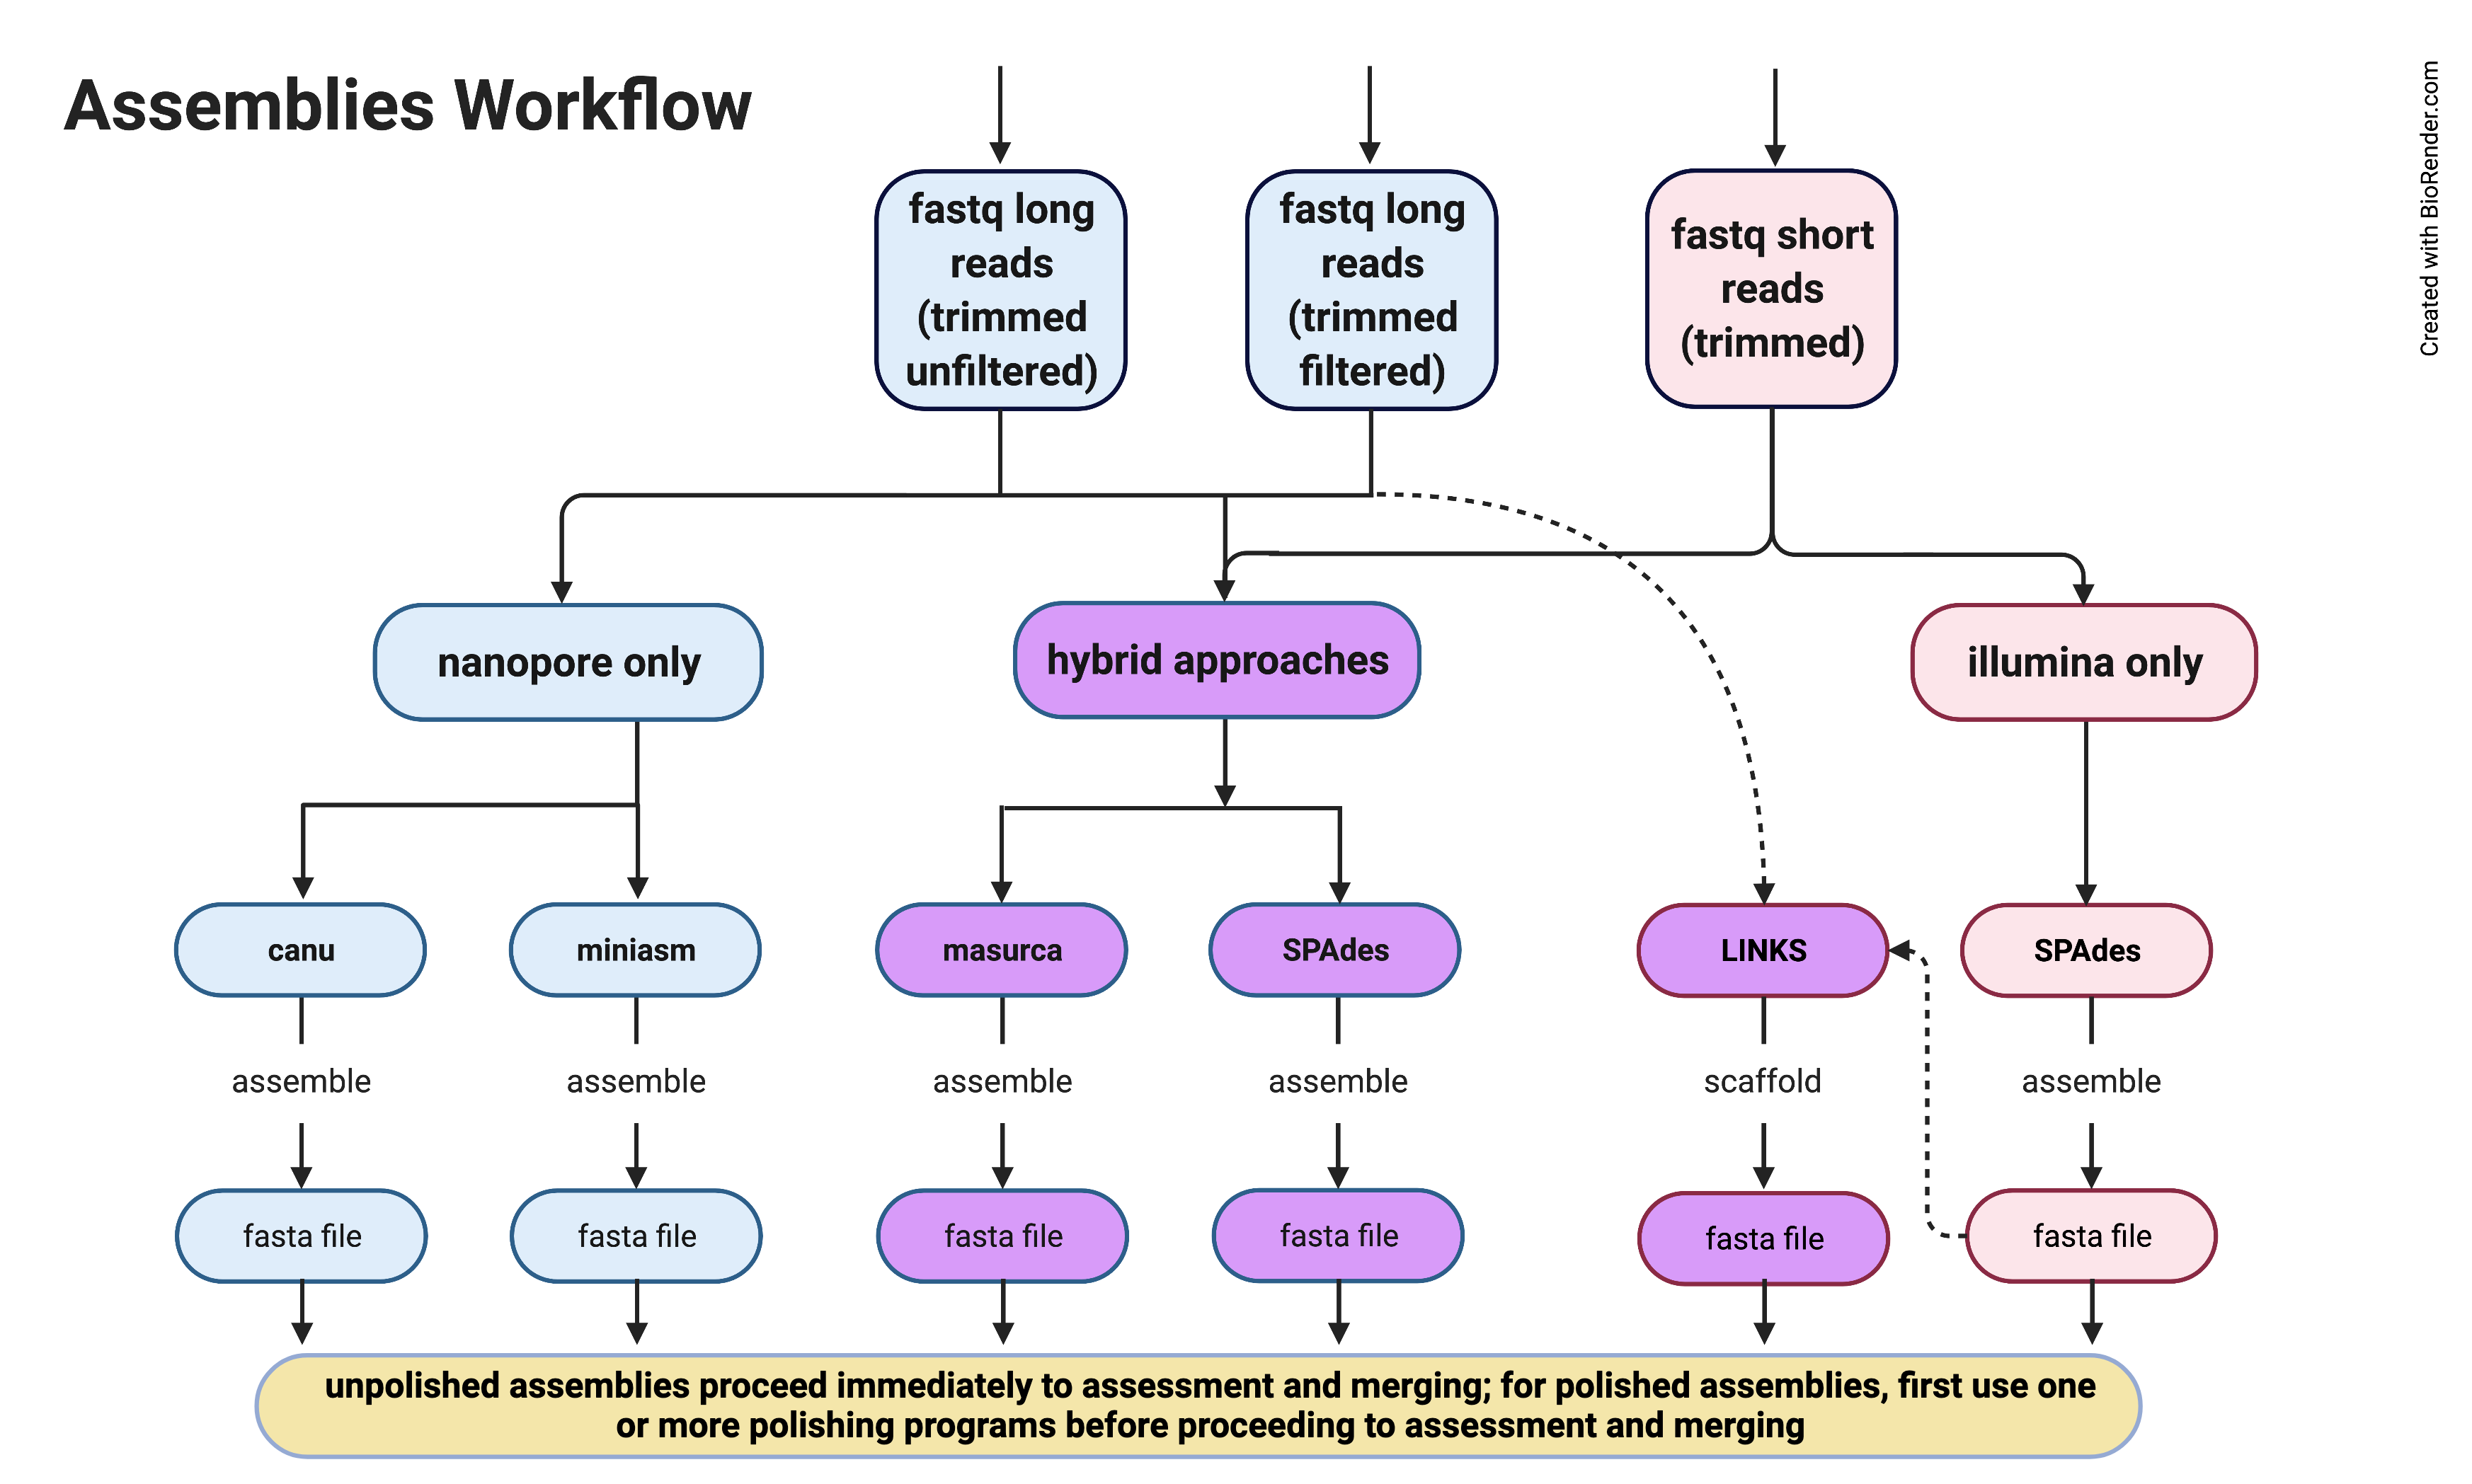 Assemblies Workflow
Created with BioRender.com
fastq long
reads
(trimmed
unfiltered)
fastq long
reads
(trimmed
filtered)
fastq short
reads
(trimmed)
nanopore only
hybrid approaches
illumina only
canu
miniasm
masurca
SPAdes
LINKS
SPAdes
assemble
assemble
assemble
assemble
scaffold
assemble
fasta file
fasta file
fasta file
fasta file
fasta file
fasta file
unpolished assemblies proceed immediately to assessment and merging; for polished assemblies, first use one
or more polishing programs before proceeding to assessment and merging